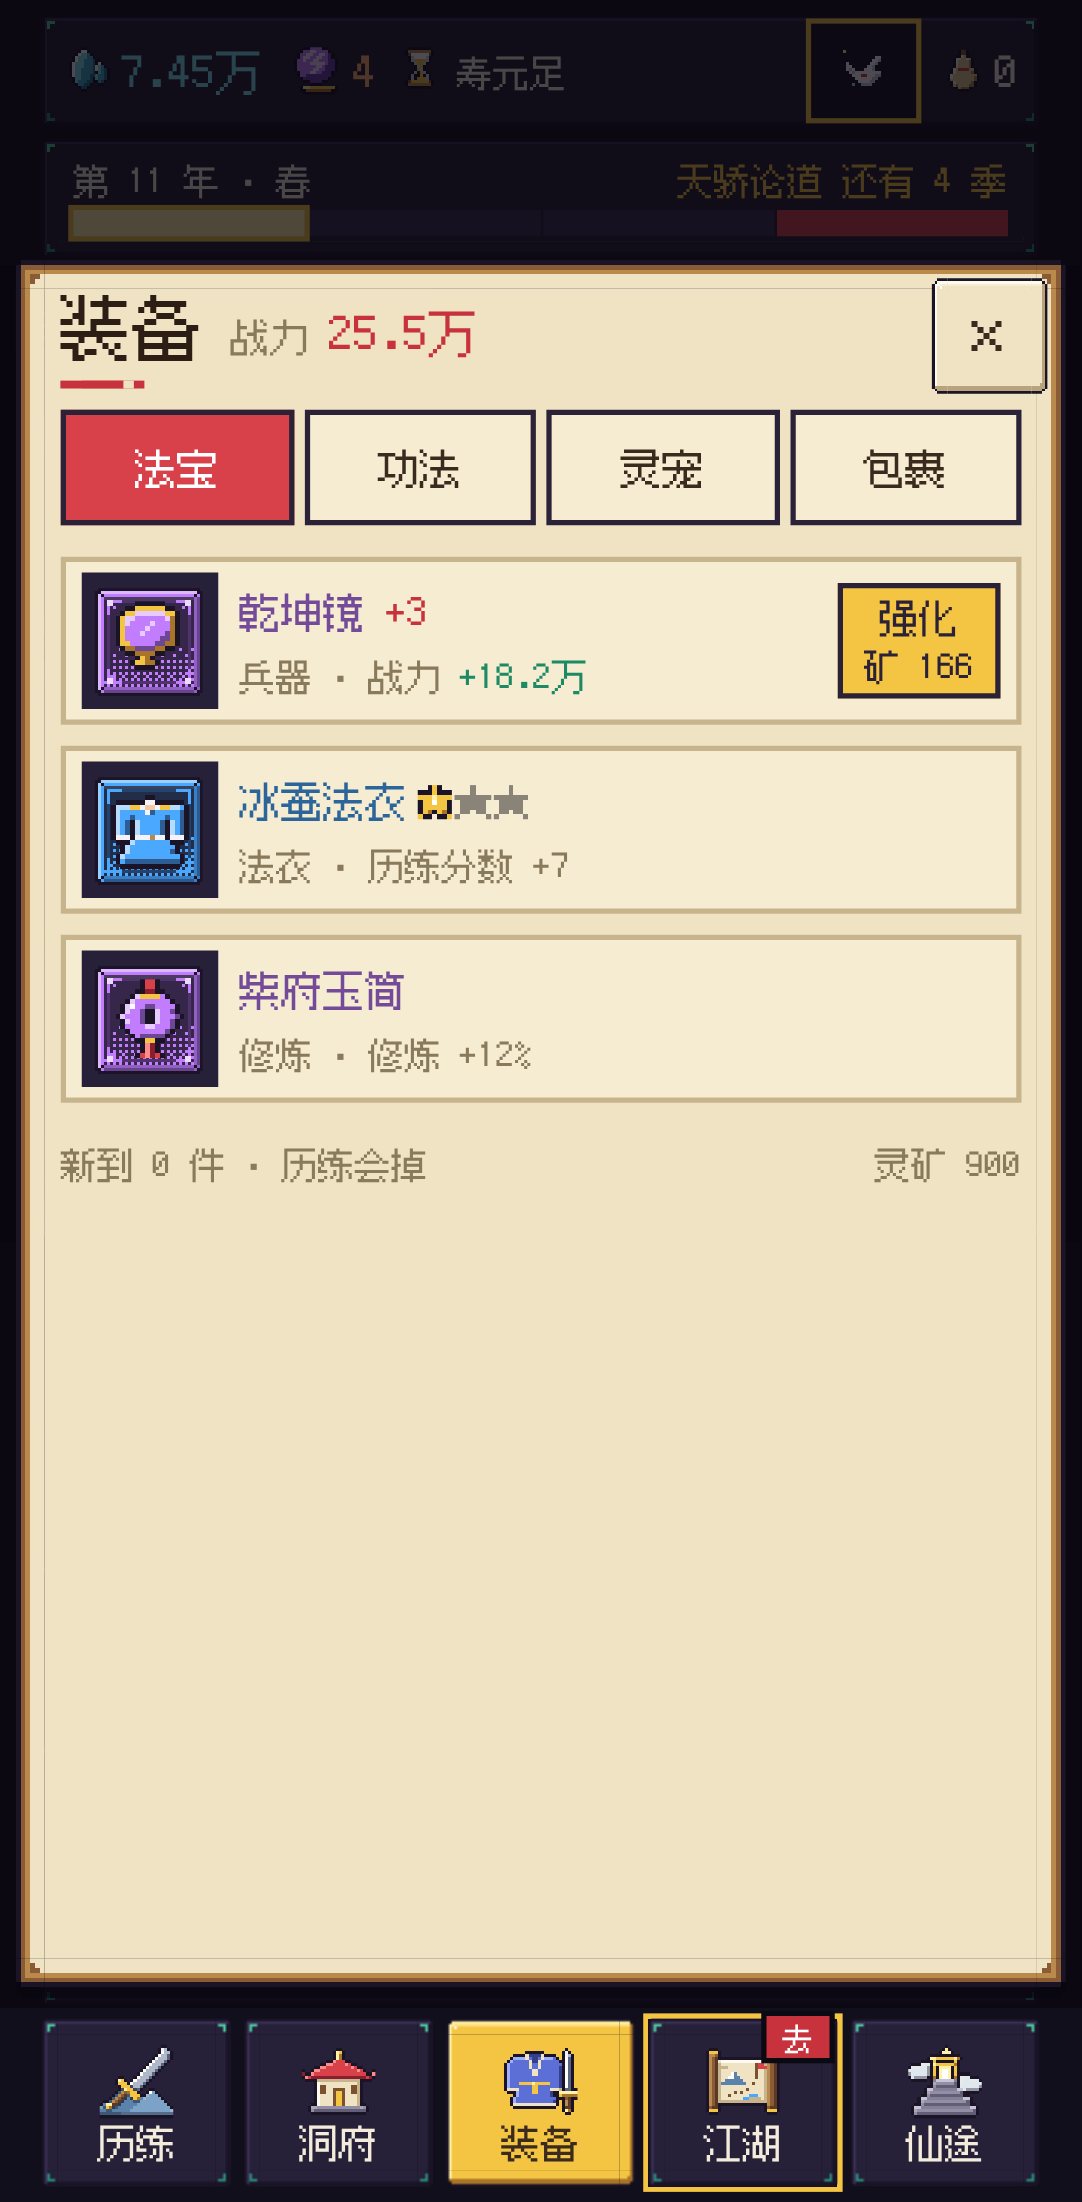 7.45万 4 寿元足 0
第 11 年 · 春 天骄论道 还有 4 季
装备 战力 25.5万 x
法宝 功法 灵宠 包裹
乾坤镜 +3
兵器 · 战力 +18.2万
强化
矿 166
冰蚕法衣
法衣 · 历练分数 +7
紫府玉简
修炼 · 修炼 +12%
新到 0 件 · 历练会掉 灵矿 900
去
历练 洞府 装备 江湖 仙途